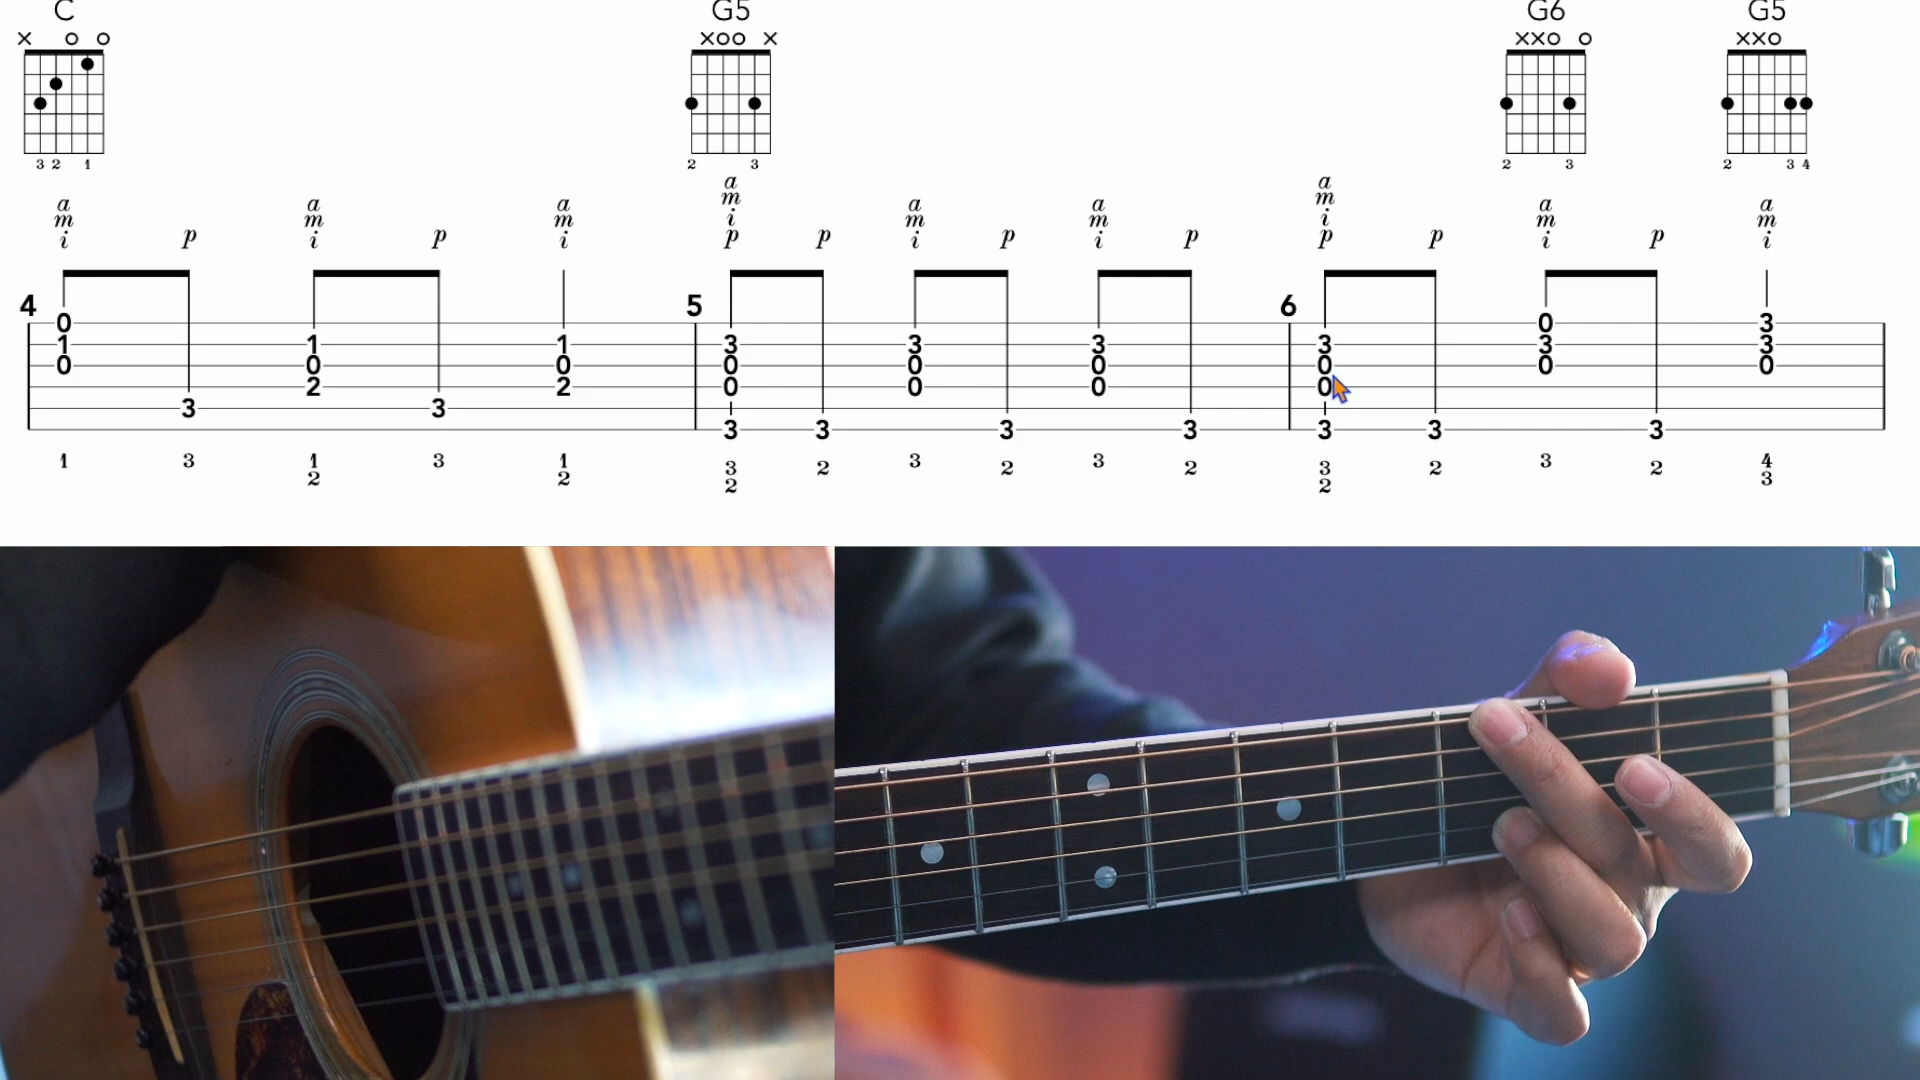 C G5 G6 G5
× o o ×oo × ××o o ××o
3 2 1 2 3 2 3 2 3 4
a a a a a a a a a
m m m m m m m m m
i p i p i i p i p i p i p i p i
p p
4 5 6
0 0 3
1 1 1 3 3 3 3 3 3
0 0 0 0 0 0 0 0 0
2 2 0 0 0 0
3 3
3 3 3 3 3 3 3
1 3 1 3 1 3 2 3 2 3 2 3 2 3 2 4
2 2 2 2 3